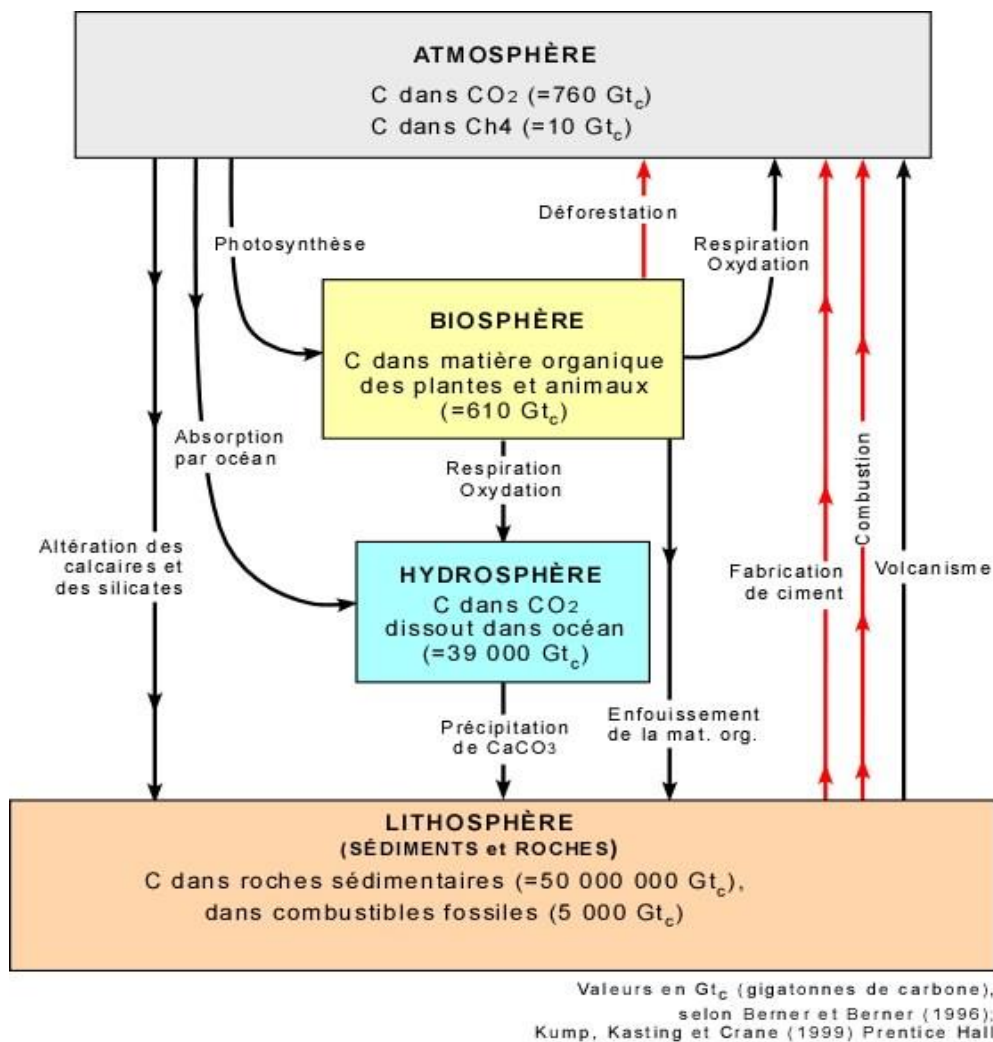 ATMOSPHÈRE
C dans CO2 (=760 Gtc)
C dans Ch4 (=10 Gtc)
Déforestation
Photosynthèse
Respiration
Oxydation
BIOSPHÈRE
C dans matière organique
des plantes et animaux
(=610 Gtc)
Absorption
par océan
Respiration
Oxydation
Combustion
Altération des
calcaires et
des silicates
HYDROSPHÈRE
C dans CO2
dissout dans océan
(=39 000 Gtc)
Fabrication
de ciment
Volcanisme
Précipitation
de CaCO3
Enfouissement
de la mat. org.
LITHOSPHÈRE
(SÉDIMENTS et ROCHES)
C dans roches sédimentaires (=50 000 000 Gtc),
dans combustibles fossiles (5 000 Gtc)
Valeurs en Gtc (gigatonnes de carbone),
selon Berner et Berner (1996);
Kump, Kasting et Crane (1999) Prentice Hall